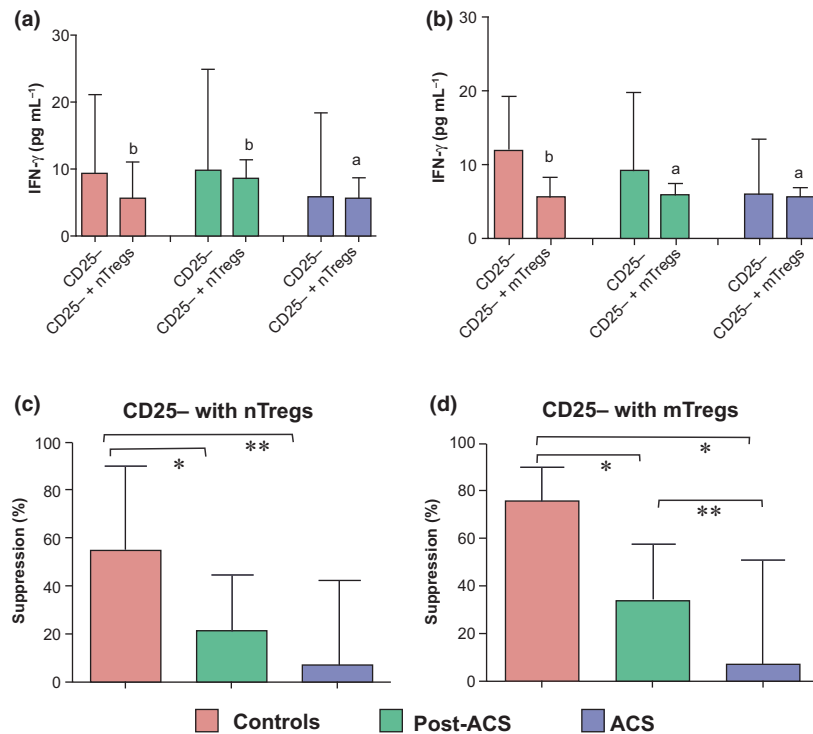 (a)
IFN-γ (pg mL⁻¹)
30
20
10
0
b
b
a
CD25–
CD25– + nTregs
CD25–
CD25– + nTregs
CD25–
CD25– + nTregs
(b)
IFN-γ (pg mL⁻¹)
30
20
10
0
b
a
a
CD25–
CD25– + mTregs
CD25–
CD25– + mTregs
CD25–
CD25– + mTregs
(c)
CD25– with nTregs
Suppression (%)
100
80
60
40
20
0
*
**
(d)
CD25– with mTregs
Suppression (%)
100
80
60
40
20
0
*
*
**
Controls
Post-ACS
ACS